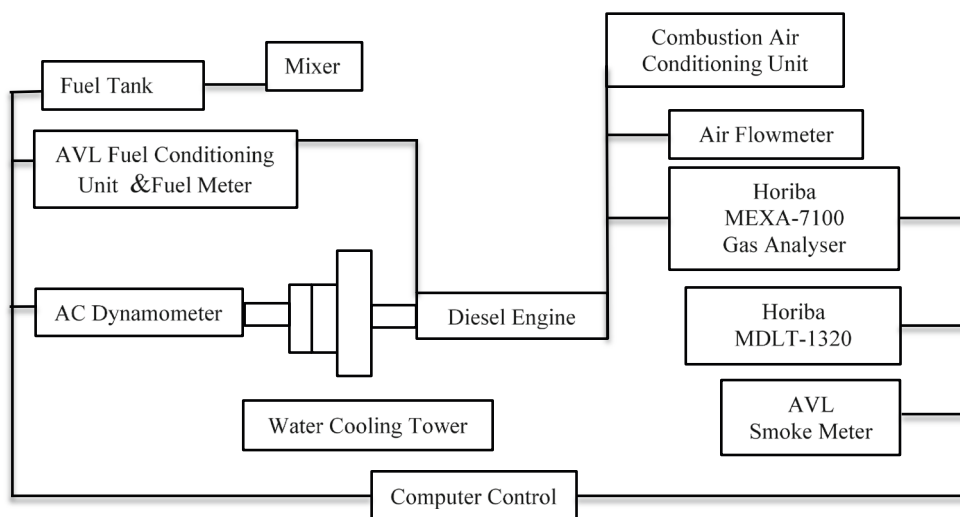 Combustion Air
Conditioning Unit
Mixer
Fuel Tank
Air Flowmeter
AVL Fuel Conditioning
Unit &Fuel Meter
Horiba
MEXA-7100
Gas Analyser
AC Dynamometer
Diesel Engine
Horiba
MDLT-1320
Water Cooling Tower
AVL
Smoke Meter
Computer Control